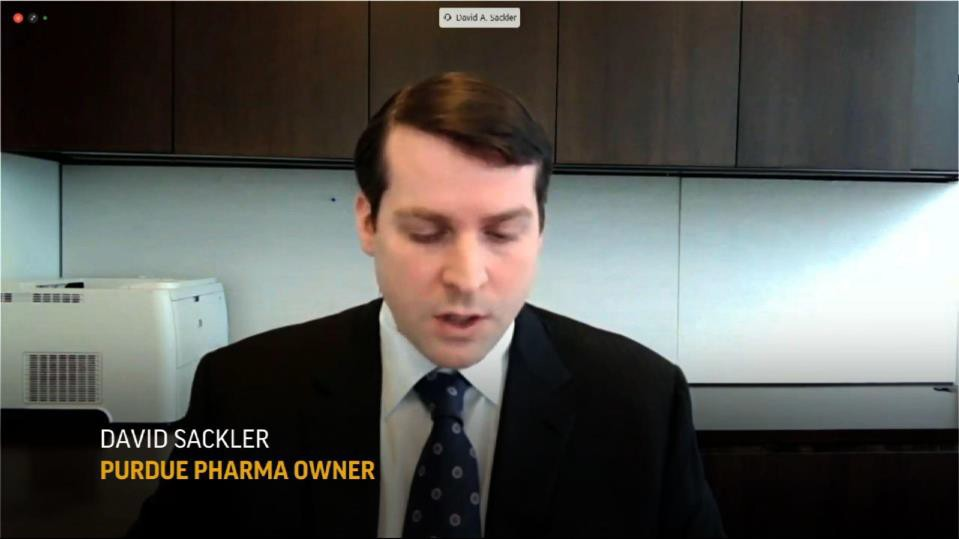 David A. Sackler
DAVID SACKLER
PURDUE PHARMA OWNER